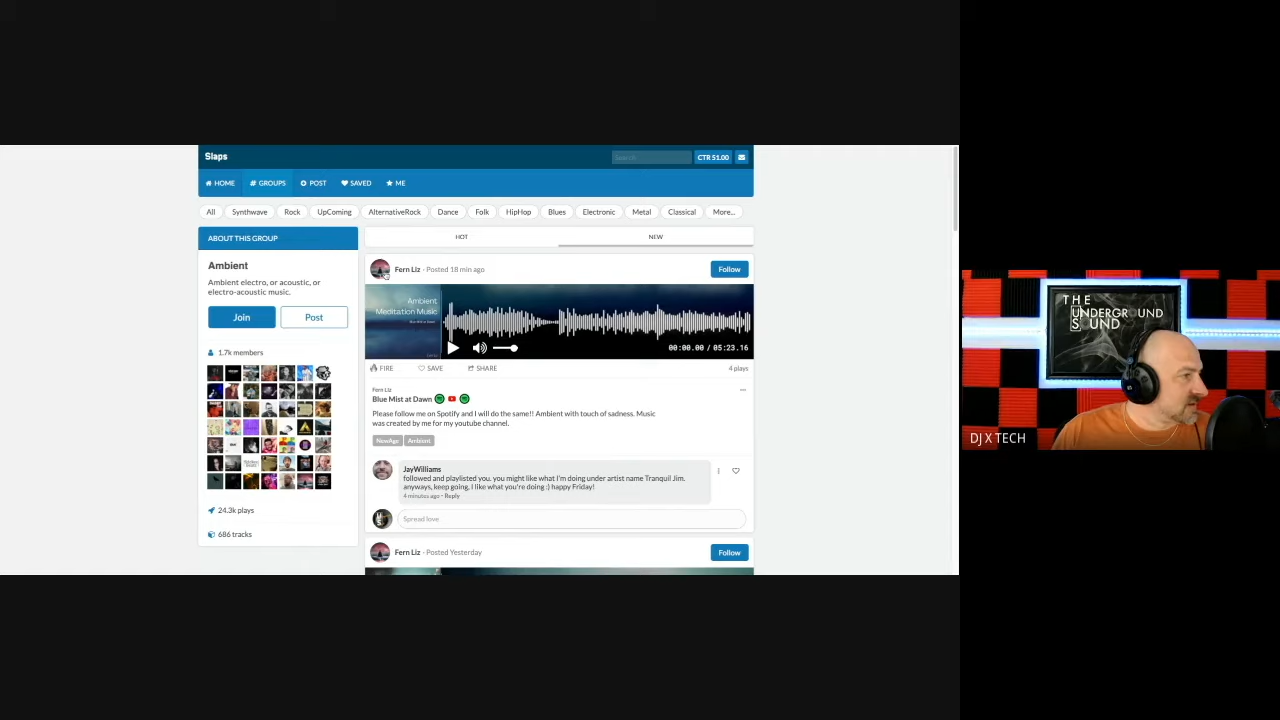 Slaps
Search
CTR 51.00
HOME
# GROUPS
POST
SAVED
ME
All
Synthwave
Rock
UpComing
AlternativeRock
Dance
Folk
HipHop
Blues
Electronic
Metal
Classical
More...
ABOUT THIS GROUP
Ambient
Ambient electro, or acoustic, or
electro-acoustic music.
Join
Post
1.7k members
24.3k plays
686 tracks
HOT
NEW
Fern Liz - Posted 18 min ago
Follow
Ambient
Meditation Music
00:00.00 / 05:23.16
FIRE
SAVE
SHARE
4 plays
Fern Liz
Blue Mist at Dawn
Please follow me on Spotify and I will do the same!! Ambient with touch of sadness. Music
was created by me for my youtube channel.
NewAge
Ambient
JayWilliams
followed and playlisted you. you might like what I'm doing under artist name Tranquil Jim.
anyways, keep going, I like what you're doing :) happy Friday!
4 minutes ago - Reply
Spread love
Fern Liz - Posted Yesterday
Follow
THE
UNDERGR UND
S UND
DJ X TECH